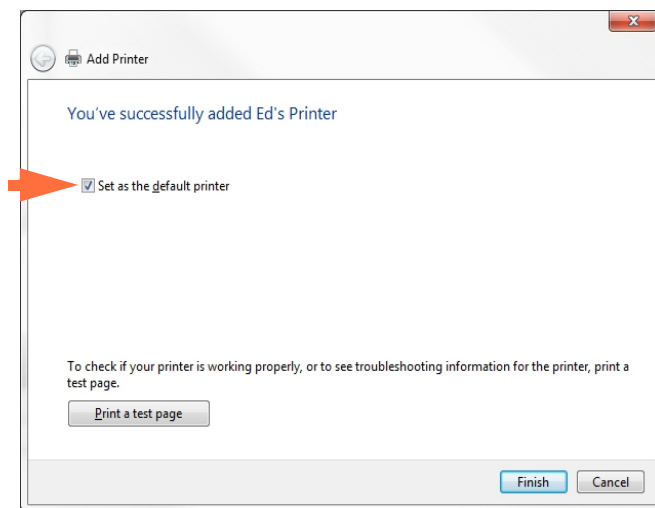 Add Printer
You've successfully added Ed's Printer
Set as the default printer
To check if your printer is working properly, or to see troubleshooting information for the printer, print a
test page.
Print a test page
Finish Cancel